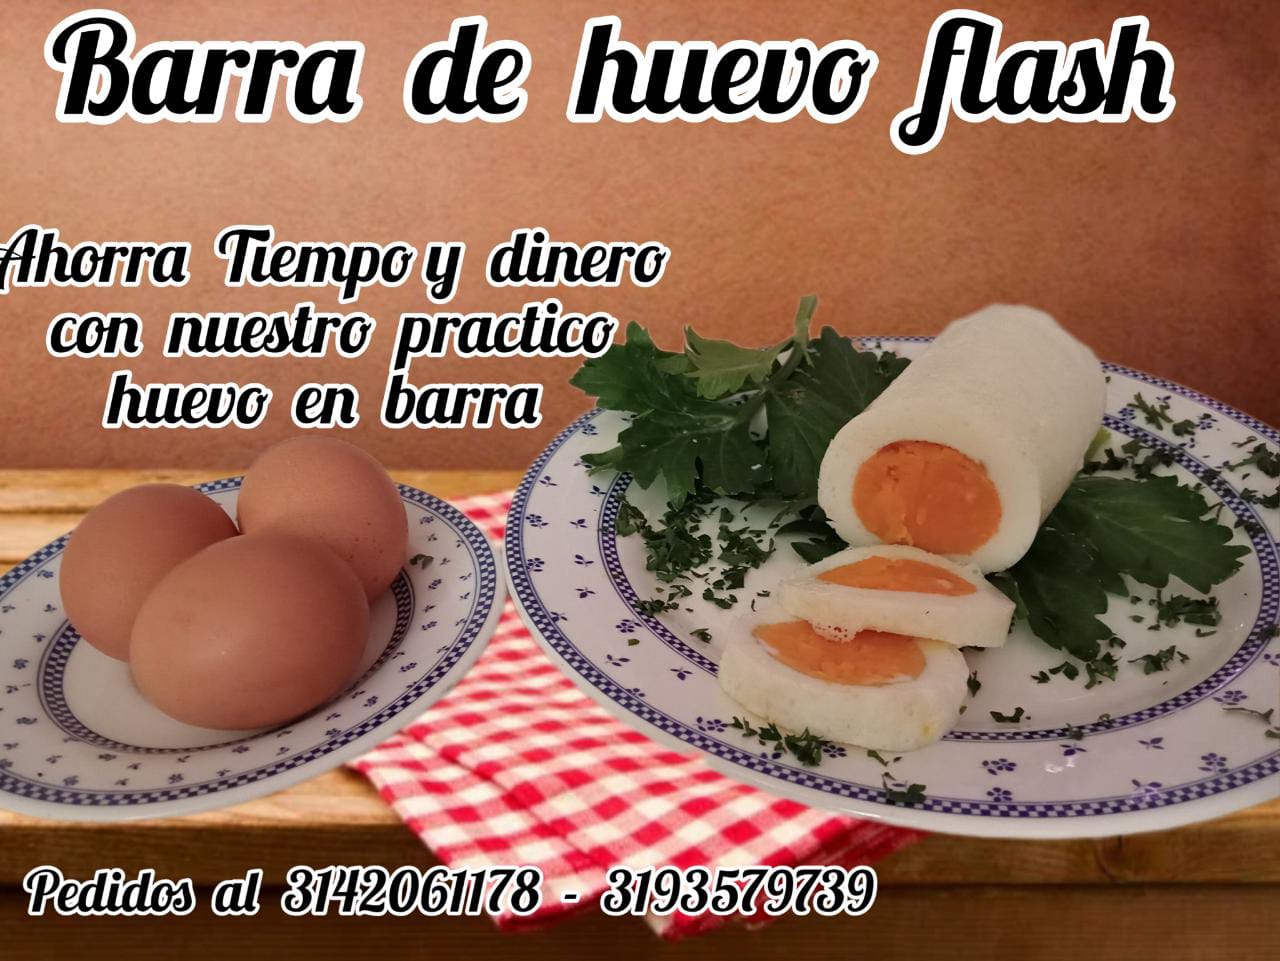 Barra de huevo flash
Ahorra Tiempo y dinero
con nuestro practico
huevo en barra
Pedidos al 3142061178 - 3193579739